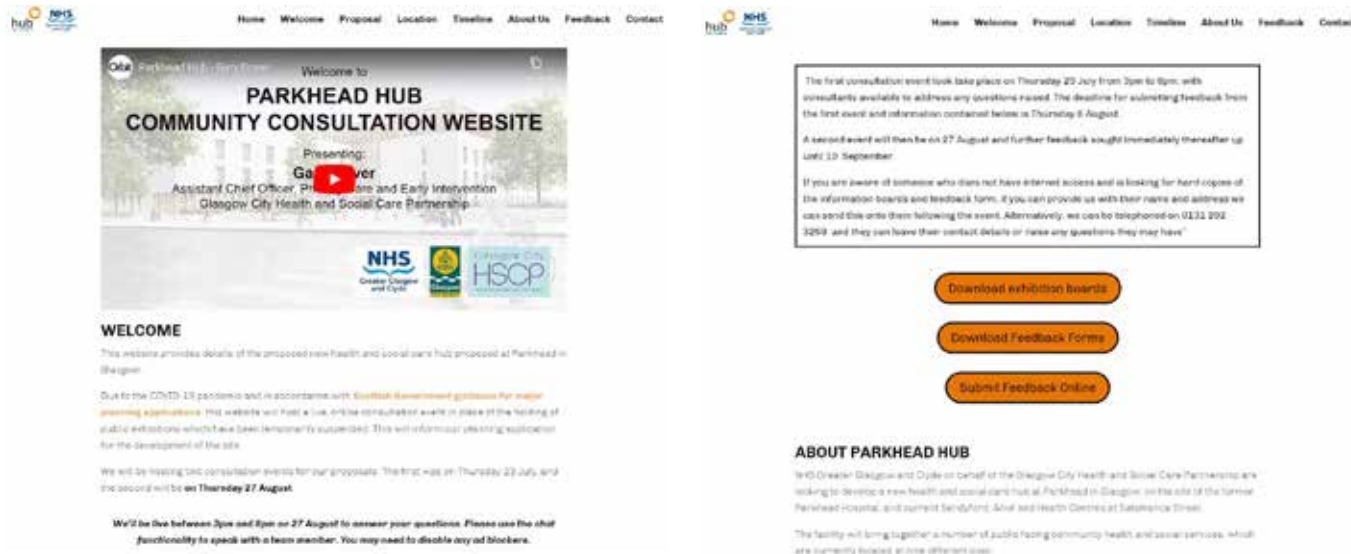 hub NHS Home Welcome Proposal Location Timeline About Us Feedback Contact
Welcome to
PARKHEAD HUB
COMMUNITY CONSULTATION WEBSITE
Presenting:
Assistant Chief Officer, and Early Intervention
Glasgow City Health and Social Care Partnership
NHS
Greater Glasgow
and Clyde
Glasgow City
HSCP
WELCOME
This website provides details of the proposed new health and social care hub proposed at Parkhead in
Glasgow.
Due to the COVID-19 pandemic and in accordance with Scottish Government guidance for major
planning applications, this website will host a live, online consultation event in place of the holding of
public exhibitions which have been temporarily suspended. This will inform our planning application
for the development of the site.
We will be hosting two consultation events for our proposals. The first was on Thursday 23 July, and
the second will be on Thursday 27 August.
We'll be live between 3pm and 8pm on 27 August to answer your questions. Please use the chat
functionality to speak with a team member. You may need to disable any ad blockers.
hub NHS Home Welcome Proposal Location Timeline About Us Feedback Contact
The first consultation event took take place on Thursday July from 3pm to 8pm, with
consultants available to address any questions raised. The deadline for submitting feedback from
the first event and information contained below is Thursday 6 August.
A second event will then be on 27 August and further feedback sought immediately thereafter up
until 10 September
If you are aware of someone who does not have internet access and is looking for hard copies of
the information boards and feedback form, if you can provide us with their name and address we
can send this onto them following the event. Alternatively, we can be telephoned on 0131 202
and they can leave their contact details or raise any questions they may have"
Download exhibition boards
Download Feedback Forms
Submit Feedback Online
ABOUT PARKHEAD HUB
NHS Greater Glasgow and Clyde on behalf of the Glasgow City Health and Social Care Partnership are
looking to develop a new health and social care hub at Parkhead in Glasgow, on the site of the former
Parkhead Hospital, and current Sandyford, Anvil and Health Centres at Salamanca Street.
The facility will bring together a number of public facing community health and social services, which
are currently located at nine different sites: